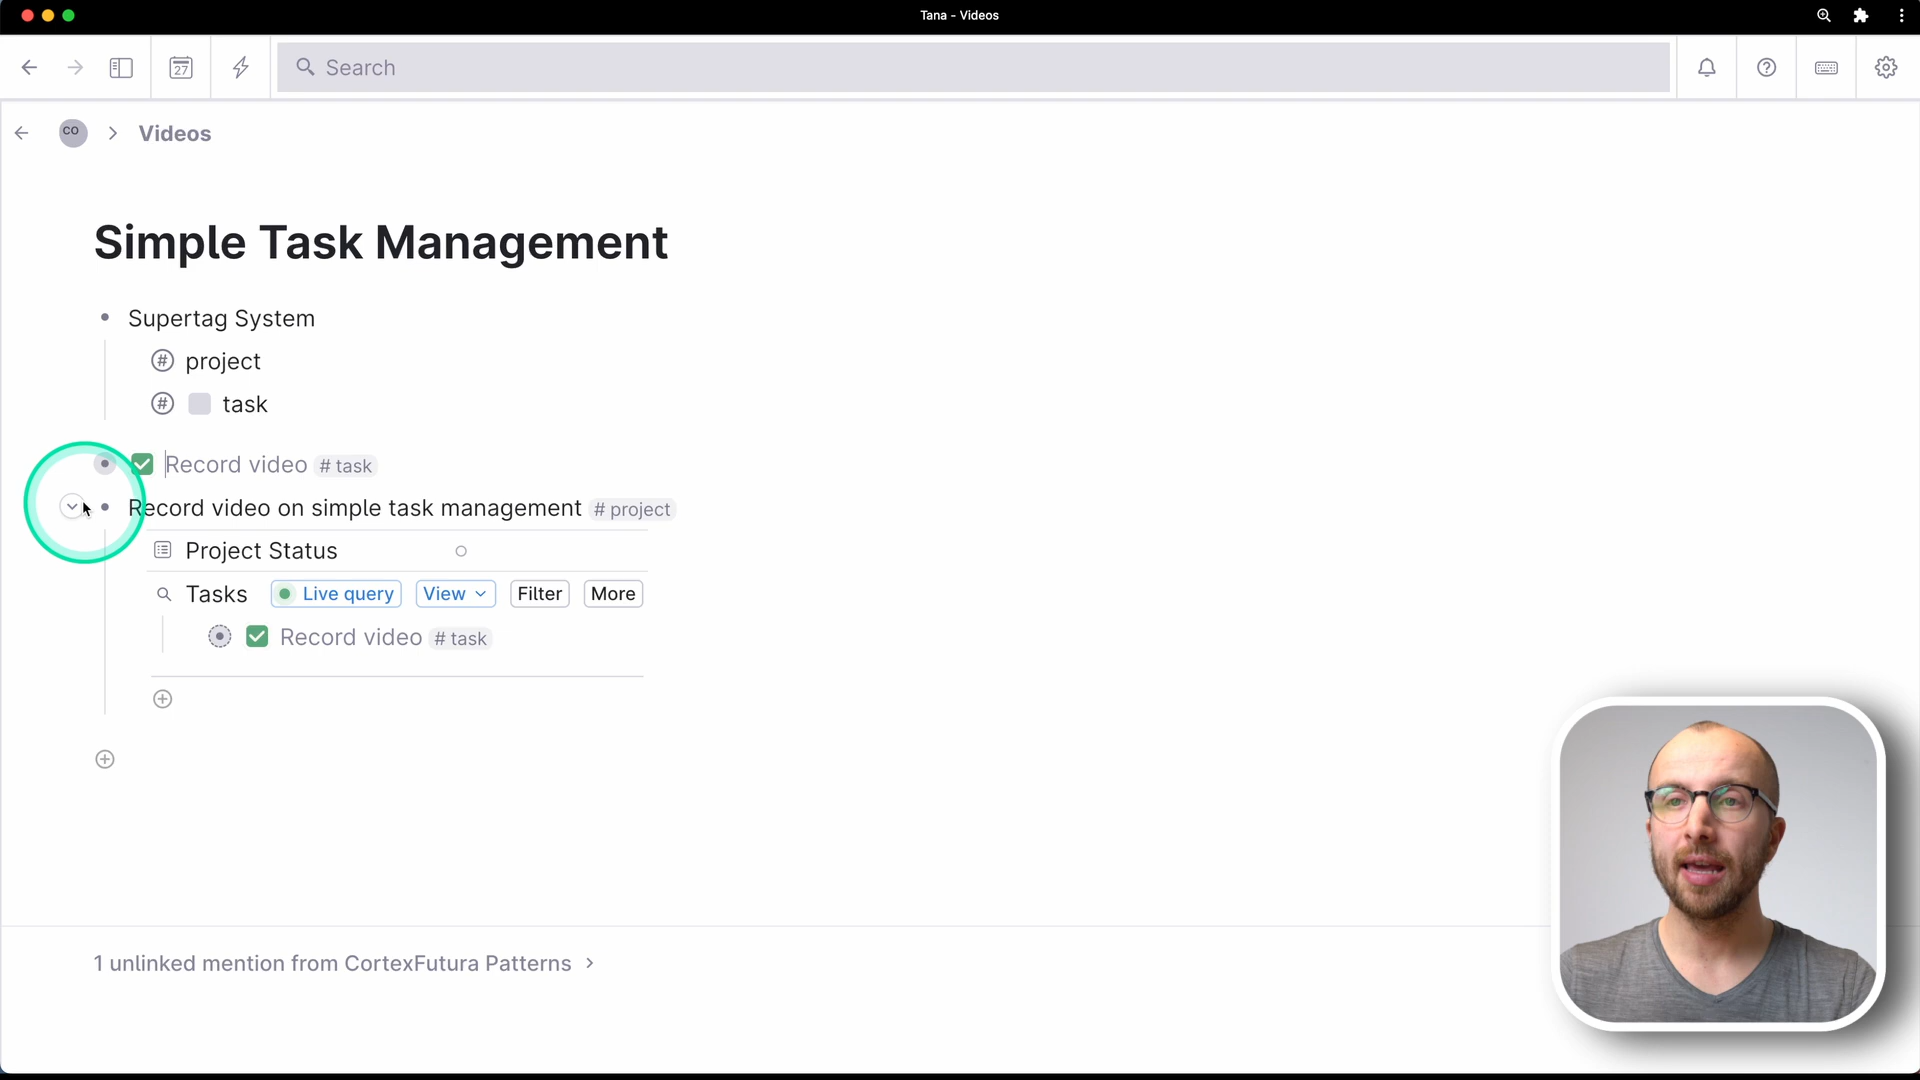 Tana - Videos
27
Search
CO
Videos
Simple Task Management
Supertag System
# project
# task
Record video # task
Record video on simple task management # project
Project Status
Tasks Live query View Filter More
Record video # task
1 unlinked mention from CortexFutura Patterns